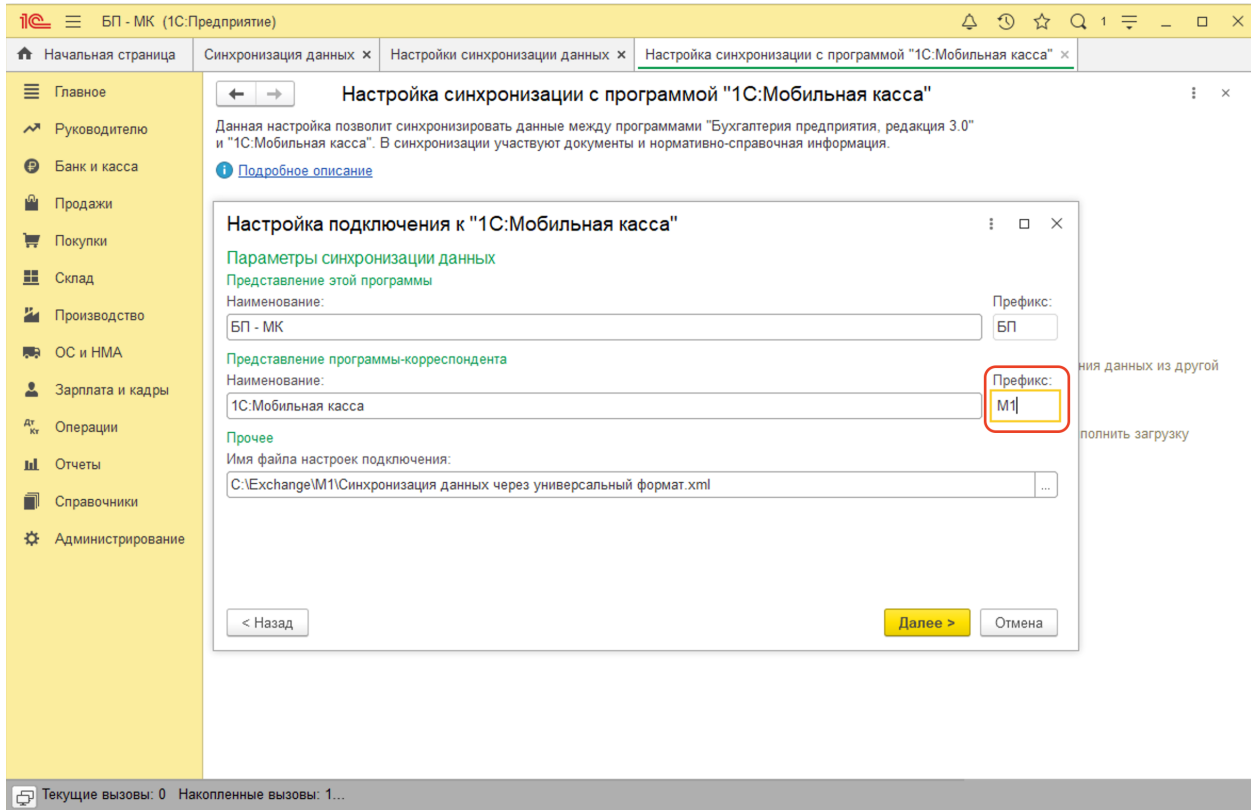 1С БП - МК (1С:Предприятие) 1
Начальная страница Синхронизация данных × Настройки синхронизации данных × Настройка синхронизации с программой "1С:Мобильная касса" ×
Главное
Руководителю
Банк и касса
Продажи
Покупки
Склад
Производство
ОС и НМА
Зарплата и кадры
Дт Кт Операции
Отчеты
Справочники
Администрирование
Настройка синхронизации с программой "1С:Мобильная касса"
Данная настройка позволит синхронизировать данные между программами "Бухгалтерия предприятия, редакция 3.0"
и "1С:Мобильная касса". В синхронизации участвуют документы и нормативно-справочная информация.
Подробное описание
Настройка подключения к "1С:Мобильная касса"
Параметры синхронизации данных
Представление этой программы
Наименование: Префикс:
БП - МК БП
Представление программы-корреспондента
Наименование: Префикс:
1С:Мобильная касса М1
Прочее
Имя файла настроек подключения:
C:\Exchange\M1\Синхронизация данных через универсальный формат.xml ...
< Назад Далее > Отмена
ния данных из другой
полнить загрузку
Текущие вызовы: 0 Накопленные вызовы: 1...